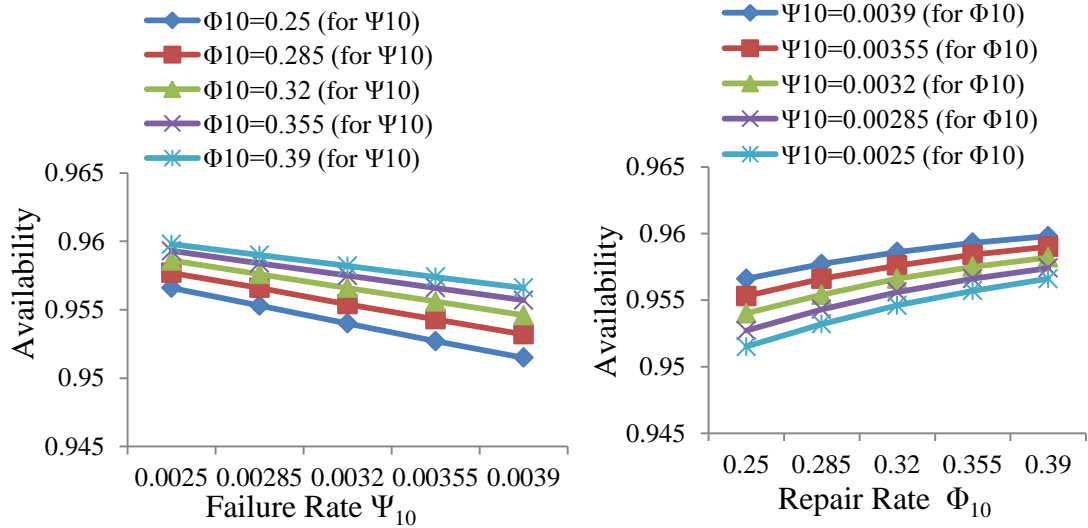 Φ10=0.25 (for Ψ10)
Φ10=0.285 (for Ψ10)
Φ10=0.32 (for Ψ10)
Φ10=0.355 (for Ψ10)
Φ10=0.39 (for Ψ10)
0.965
0.96
0.955
0.95
0.945
Availability
0.0025 0.00285 0.0032 0.00355 0.0039
Failure Rate Ψ10
Ψ10=0.0039 (for Φ10)
Ψ10=0.00355 (for Φ10)
Ψ10=0.0032 (for Φ10)
Ψ10=0.00285 (for Φ10)
Ψ10=0.0025 (for Φ10)
0.965
0.96
0.955
0.95
0.945
Availability
0.25 0.285 0.32 0.355 0.39
Repair Rate Φ10